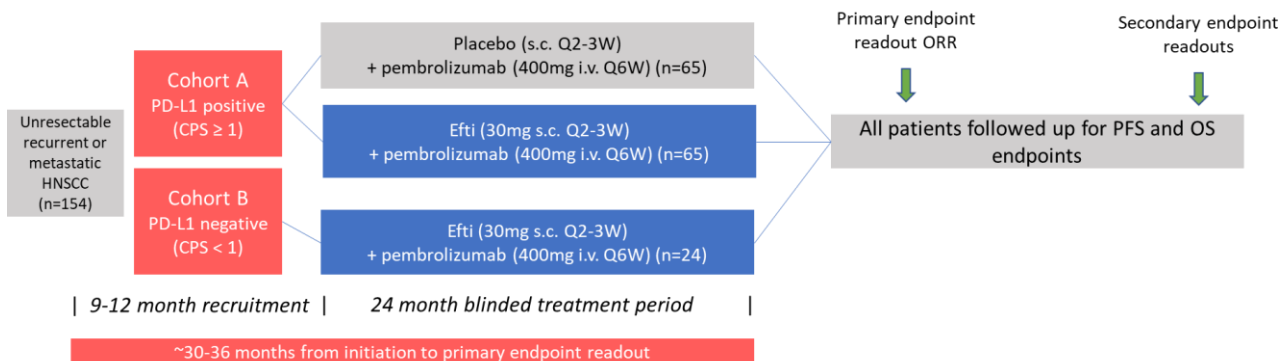 Unresectable
recurrent or
metastatic
HNSCC
(n=154)
Cohort A
PD-L1 positive
(CPS ≥ 1)
Cohort B
PD-L1 negative
(CPS < 1)
Placebo (s.c. Q2-3W)
+ pembrolizumab (400mg i.v. Q6W) (n=65)
Efti (30mg s.c. Q2-3W)
+ pembrolizumab (400mg i.v. Q6W) (n=65)
Efti (30mg s.c. Q2-3W)
+ pembrolizumab (400mg i.v. Q6W) (n=24)
Primary endpoint
readout ORR
Secondary endpoint
readouts
All patients followed up for PFS and OS
endpoints
| 9-12 month recruitment | 24 month blinded treatment period |
~30-36 months from initiation to primary endpoint readout